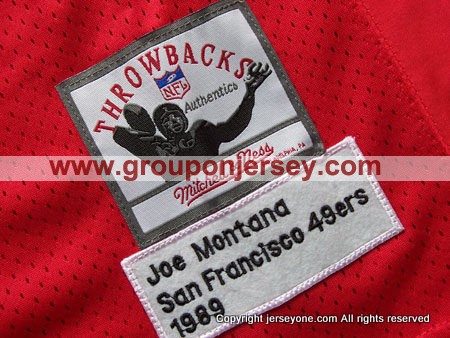 THROWBACKS
NFL
Authentics
www.grouponjersey.com
Mitchell & Ness
Joe Montana
San Francisco 49ers
1989
Copyright by jerseyone.com All rights reserved